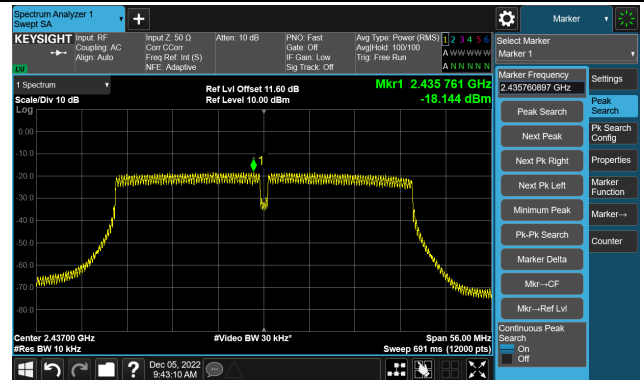 Spectrum Analyzer 1
Swept SA
Marker
KEYSIGHT
Input: RF
Coupling: AC
Align: Auto
Input Z: 50 Ω
Corr CCorr
Freq Ref: Int (S)
NFE: Adaptive
Atten: 10 dB
PNO: Fast
Gate: Off
IF Gain: Low
Sig Track: Off
Avg Type: Power (RMS)
Avg|Hold: 100/100
Trig: Free Run
1 2 3 4 5 6
A W W W W W
A N N N N N
Select Marker
Marker 1
LXI
1 Spectrum
Scale/Div 10 dB
Ref Lvl Offset 11.60 dB
Ref Level 10.00 dBm
Mkr1 2.435 761 GHz
-18.144 dBm
Log
0.00
-10.0
-20.0
-30.0
-40.0
-50.0
-60.0
-70.0
-80.0
1
Center 2.43700 GHz
#Res BW 10 kHz
#Video BW 30 kHz*
Span 56.00 MHz
Sweep 691 ms (12000 pts)
Marker Frequency
2.435760897 GHz
Peak Search
Next Peak
Next Pk Right
Next Pk Left
Minimum Peak
Pk-Pk Search
Marker Delta
Mkr→CF
Mkr→Ref Lvl
Continuous Peak
Search
On
Off
Settings
Peak
Search
Pk Search
Config
Properties
Marker
Function
Marker→
Counter
Dec 05, 2022
9:43:10 AM